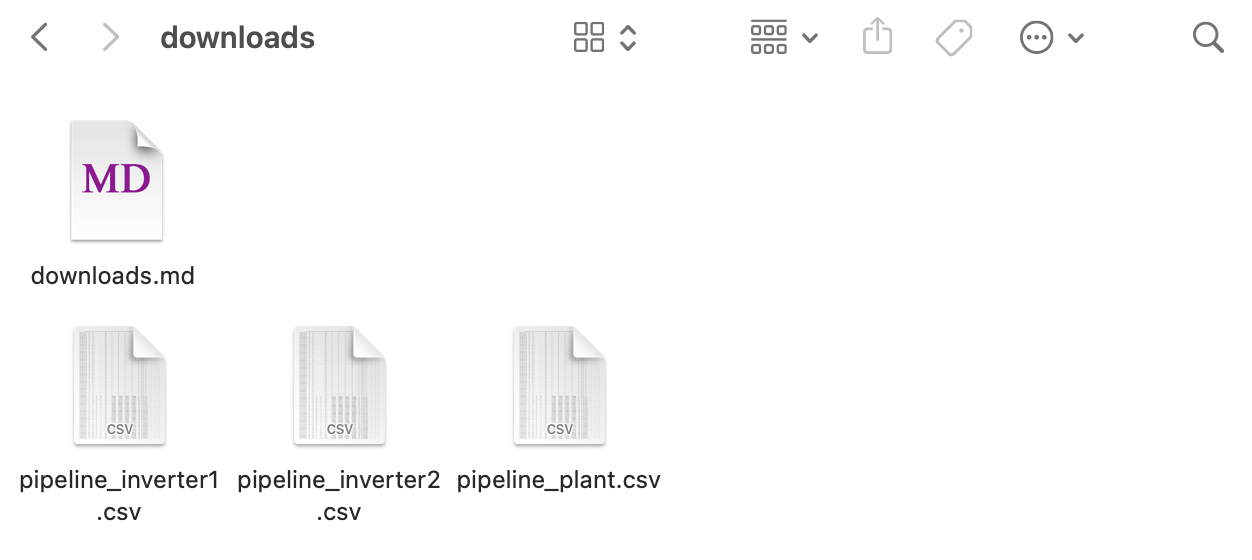 downloads
MD
downloads.md
CSV
CSV
CSV
pipeline_inverter1
.csv
pipeline_inverter2
.csv
pipeline_plant.csv